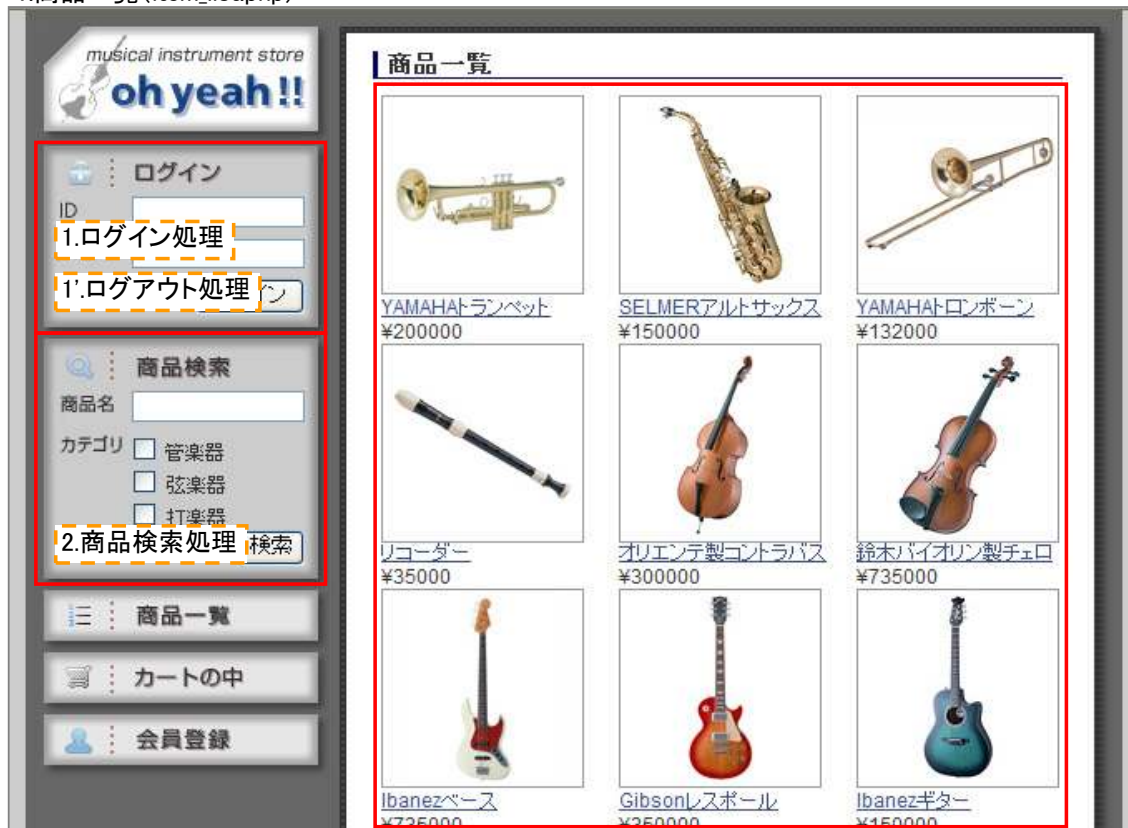 musical instrument store
oh yeah!!
ログイン
ID
1.ログイン処理
1'.ログアウト処理
商品検索
商品名
カテゴリ
管楽器
弦楽器
打楽器
2.商品検索処理
検索
商品一覧
カートの中
会員登録
商品一覧
YAMAHAトランペット
SELMERアルトサックス
YAMAHAトロンボーン
¥200000
¥150000
¥132000
リコーダー
オリエンテ製コントラバス
鈴木バイオリン製チェロ
¥35000
¥300000
¥735000
Ibanezベース
Gibsonレスポール
Ibanezギター